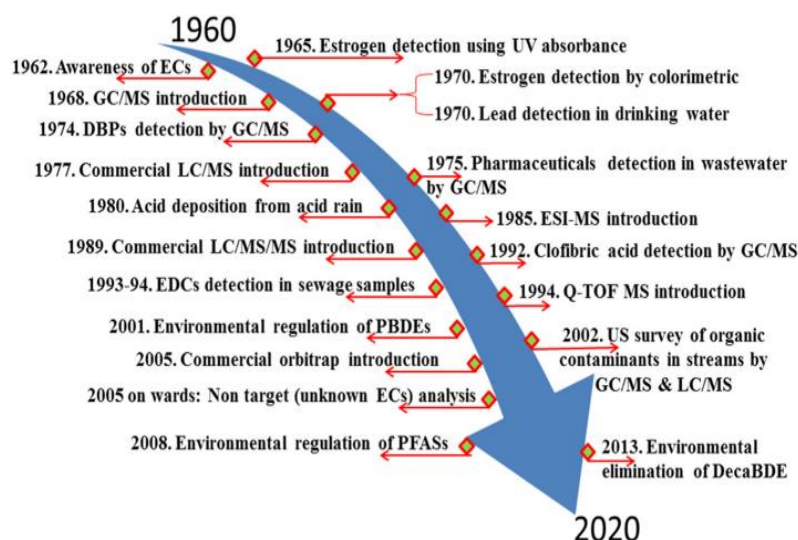 1960
1965. Estrogen detection using UV absorbance
1962. Awareness of ECs
1970. Estrogen detection by colorimetric
1968. GC/MS introduction
1970. Lead detection in drinking water
1974. DBPs detection by GC/MS
1975. Pharmaceuticals detection in wastewater
by GC/MS
1977. Commercial LC/MS introduction
1980. Acid deposition from acid rain
1985. ESI-MS introduction
1989. Commercial LC/MS/MS introduction
1992. Clofibric acid detection by GC/MS
1993-94. EDCs detection in sewage samples
1994. Q-TOF MS introduction
2001. Environmental regulation of PBDEs
2002. US survey of organic
contaminants in streams by
GC/MS & LC/MS
2005. Commercial orbitrap introduction
2005 on wards: Non target (unknown ECs) analysis
2008. Environmental regulation of PFASs
2013. Environmental
elimination of DecaBDE
2020